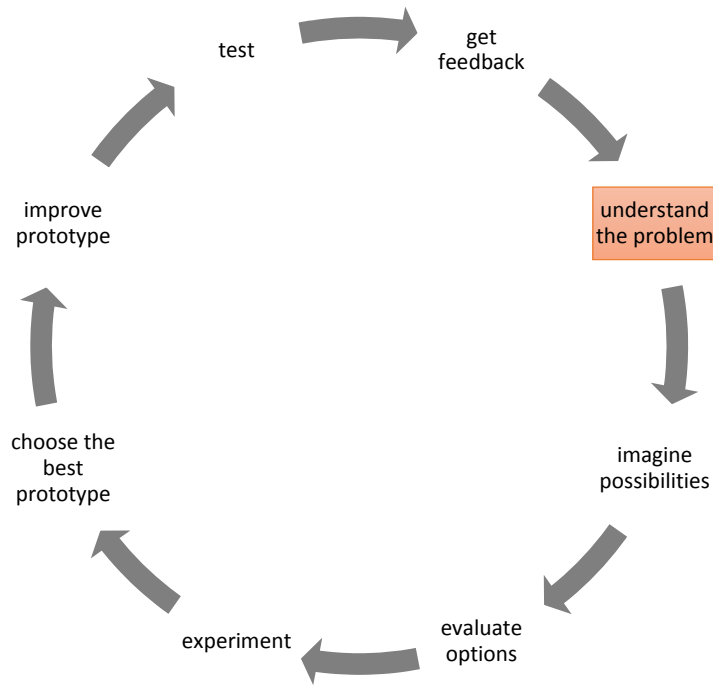 test
get
feedback
understand
the problem
imagine
possibilities
evaluate
options
experiment
choose the
best
prototype
improve
prototype